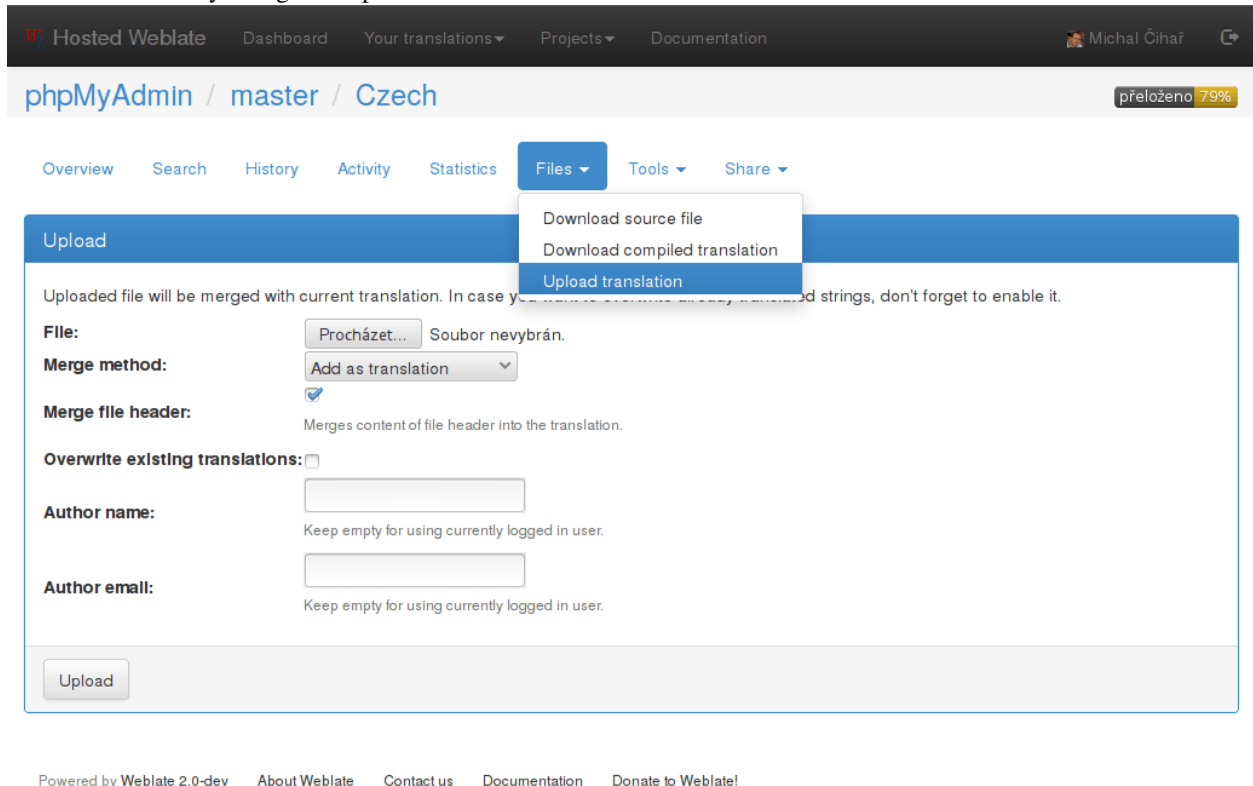 Hosted Weblate Dashboard Your translations Projects Documentation Michal Čihař
phpMyAdmin / master / Czech přeloženo 79%
Overview Search History Activity Statistics Files Tools Share
Download source file
Download compiled translation
Upload translation
Upload
Uploaded file will be merged with current translation. In case strings, don't forget to enable it.
File: Procházet... Soubor nevybrán.
Merge method: Add as translation
Merge file header:
Merges content of file header into the translation.
Overwrite existing translations:
Author name:
Keep empty for using currently logged in user.
Author email:
Keep empty for using currently logged in user.
Upload
Powered by Weblate 2.0-dev About Weblate Contact us Documentation Donate to Weblate!